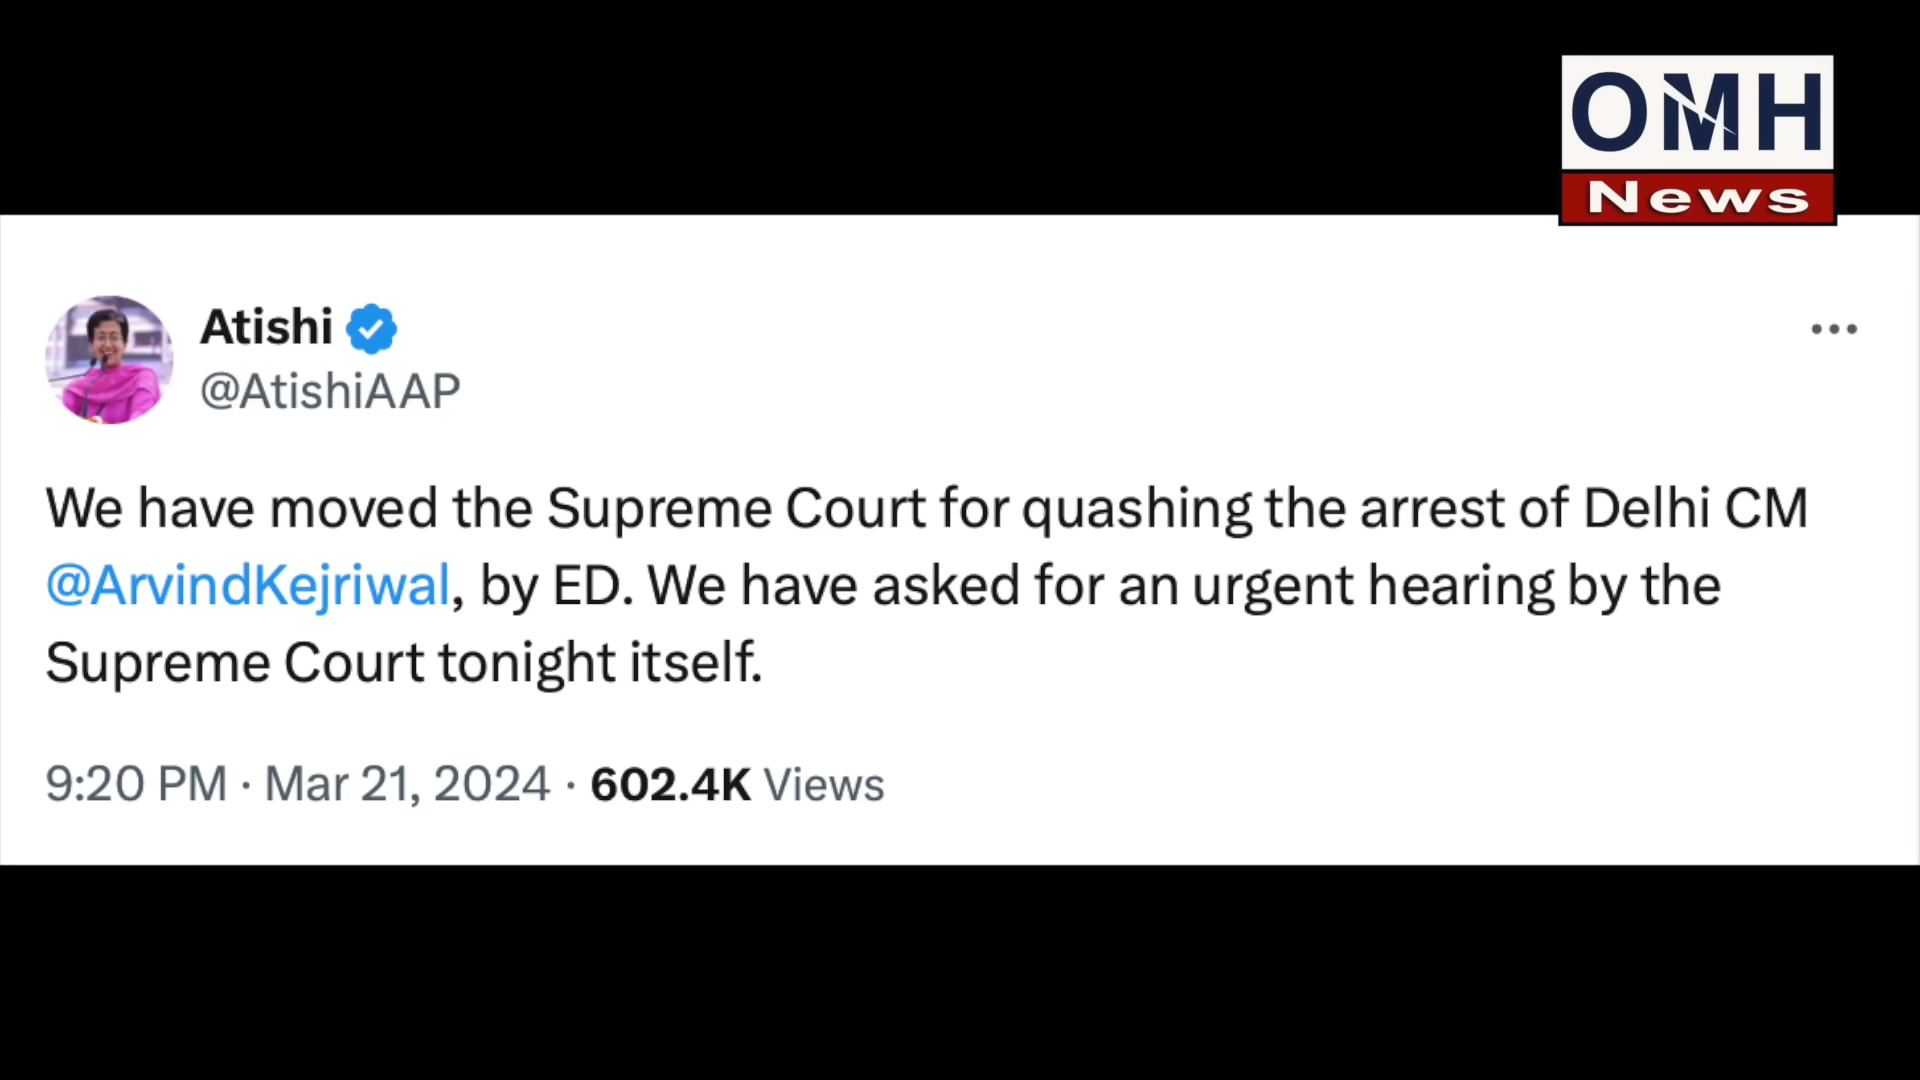 OMH
News
Atishi
@AtishiAAP
We have moved the Supreme Court for quashing the arrest of Delhi CM
@ArvindKejriwal, by ED. We have asked for an urgent hearing by the
Supreme Court tonight itself.
9:20 PM · Mar 21, 2024 · 602.4K Views